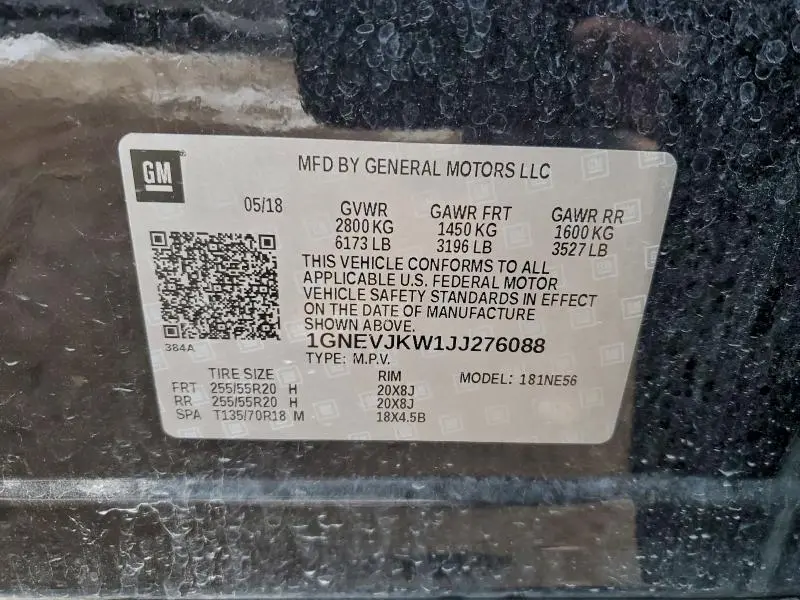 GM
MFD BY GENERAL MOTORS LLC
05/18
GVWR GAWR FRT GAWR RR
2800 KG 1450 KG 1600 KG
6173 LB 3196 LB 3527 LB
THIS VEHICLE CONFORMS TO ALL
APPLICABLE U.S. FEDERAL MOTOR
VEHICLE SAFETY STANDARDS IN EFFECT
ON THE DATE OF MANUFACTURE
SHOWN ABOVE.
384A
1GNEVJKW1JJ276088
TYPE: M.P.V.
TIRE SIZE RIM MODEL: 181NE56
FRT 255/55R20 H 20X8J
RR 255/55R20 H 20X8J
SPA T135/70R18 M 18X4.5B